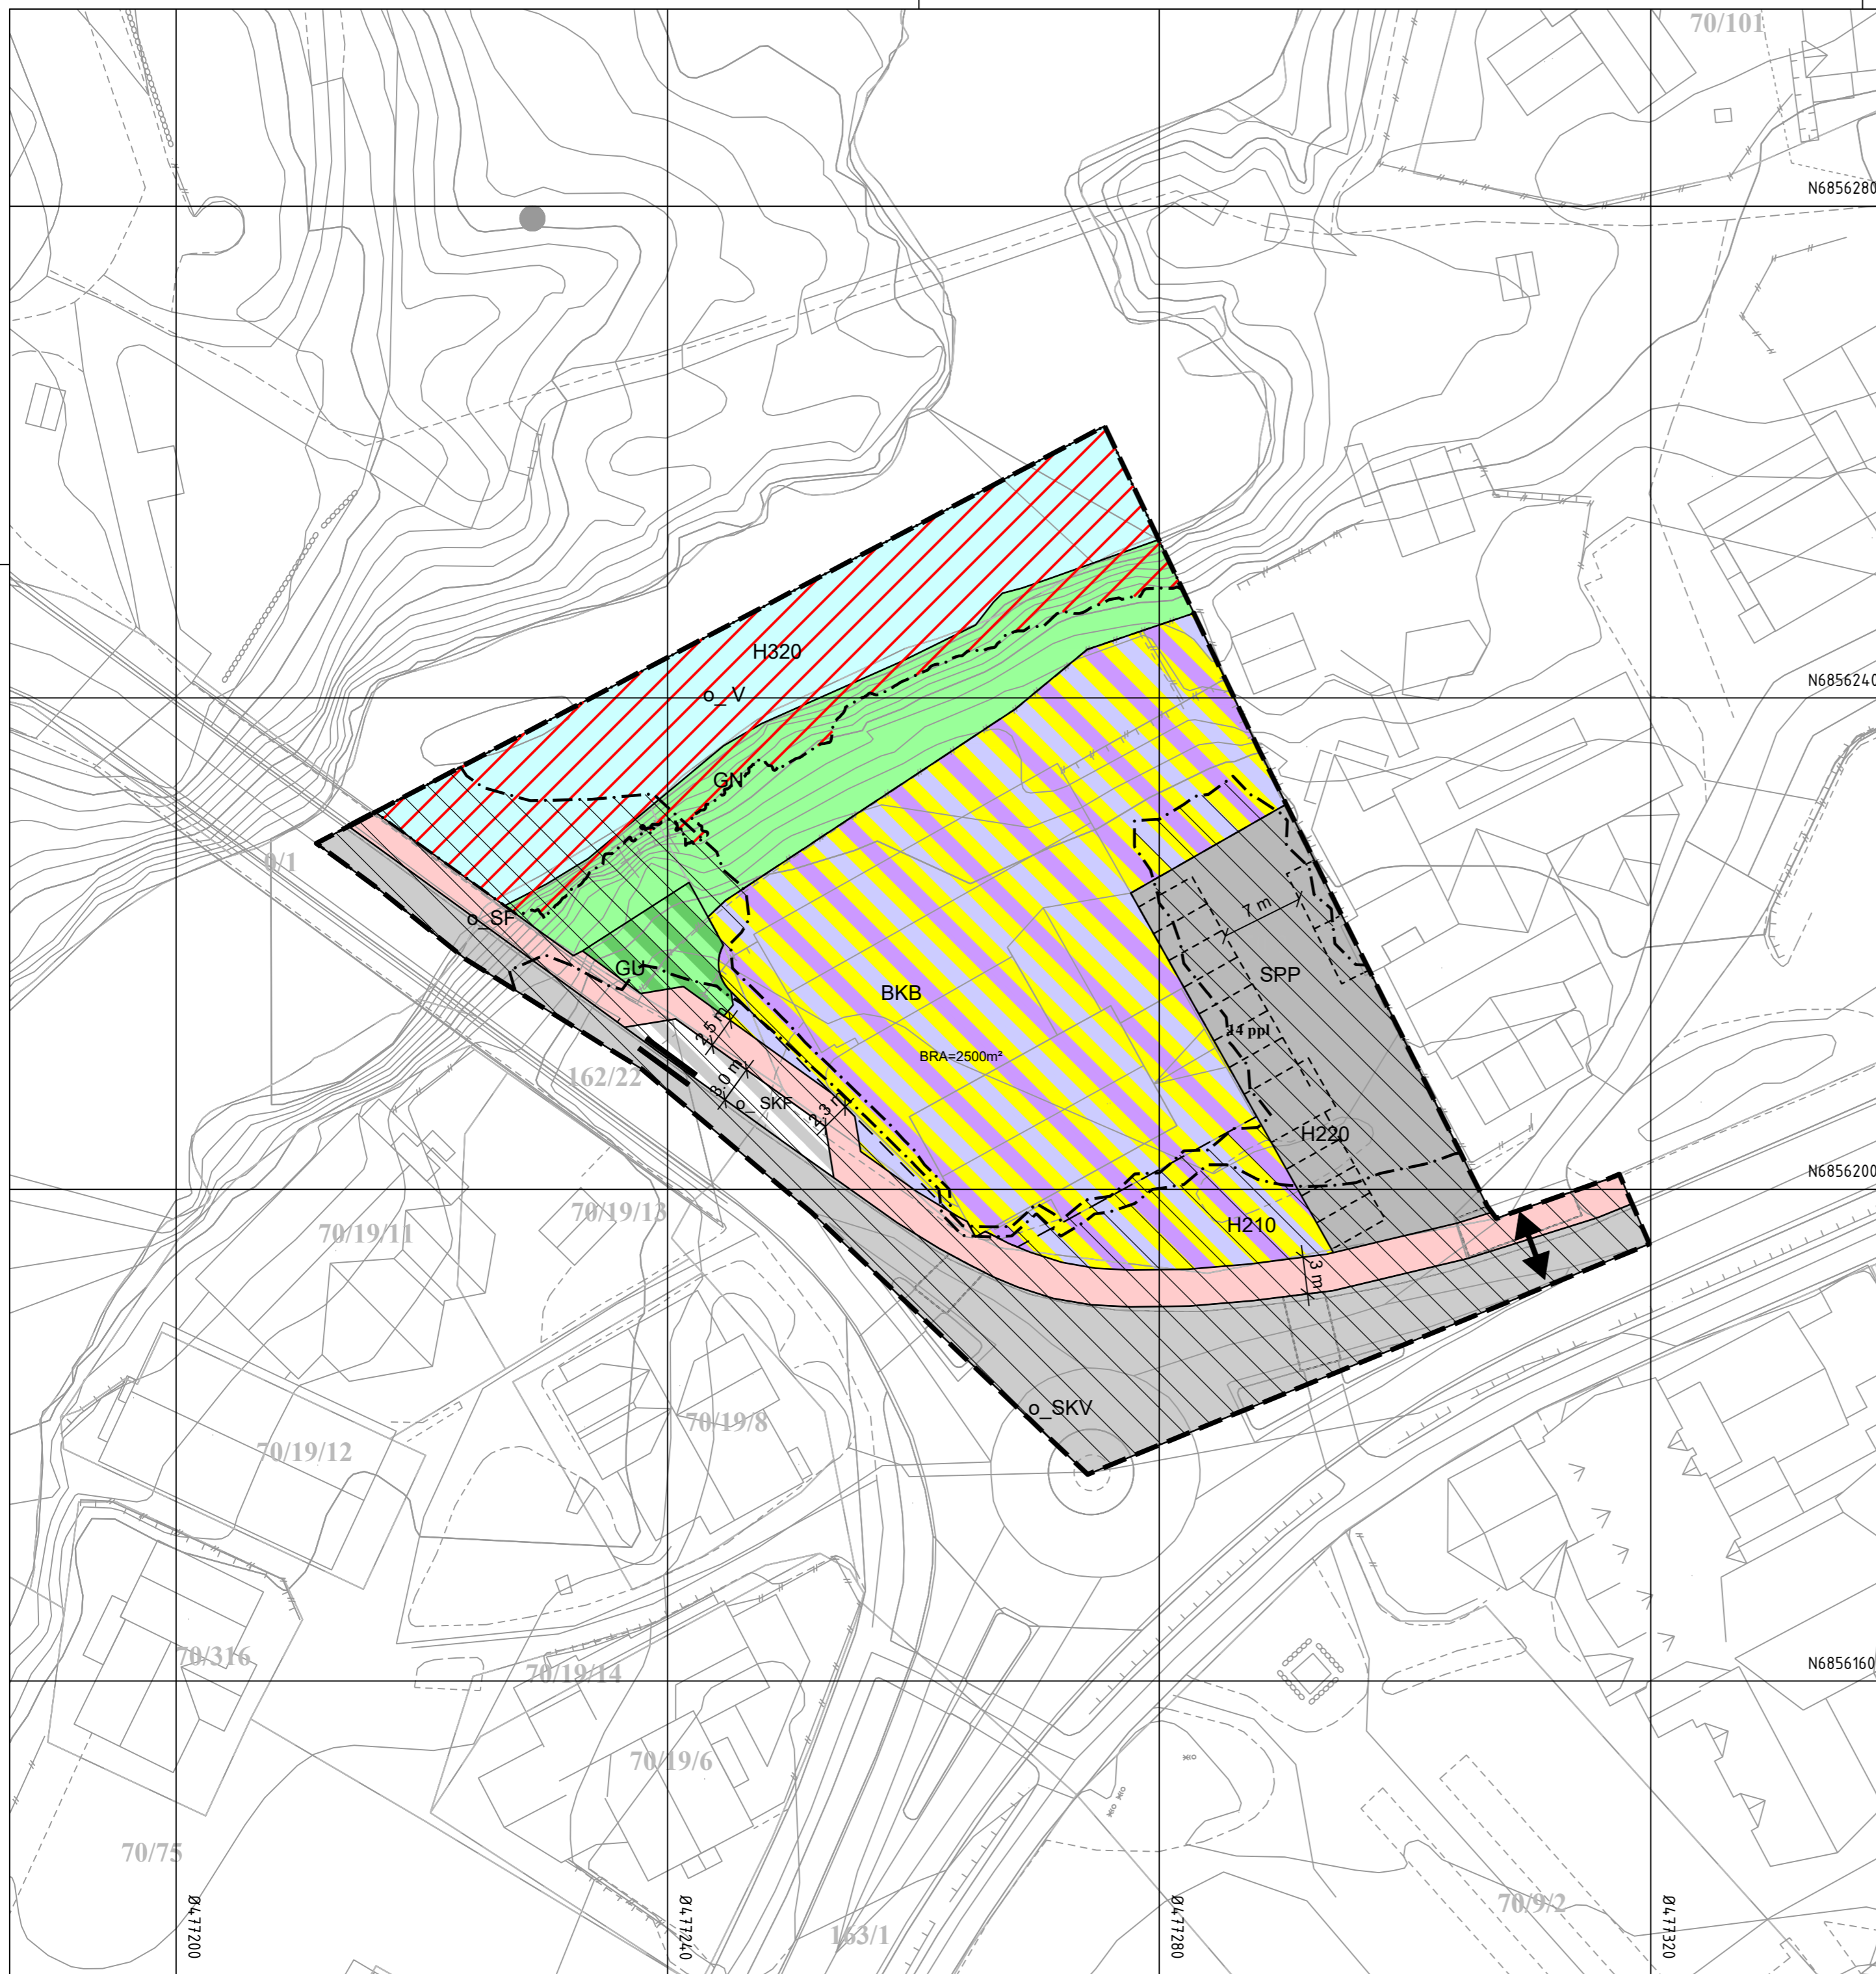 70/101
N6856280
H320
N6856240
o_V
GN
0/1
o_SF
7 m
GU
SPP
BKB
2,5 m
14 ppl
BRA=2500m²
162/22
3,0 m
o_SKF
2,3 m
H220
N6856200
70/19/13
70/19/11
H210
3 m
o_SKV
70/19/8
70/19/12
70/316
70/19/14
N6856160
70/19/6
70/75
70/9/2
163/1
Ø477200
Ø477240
Ø477280
Ø477320